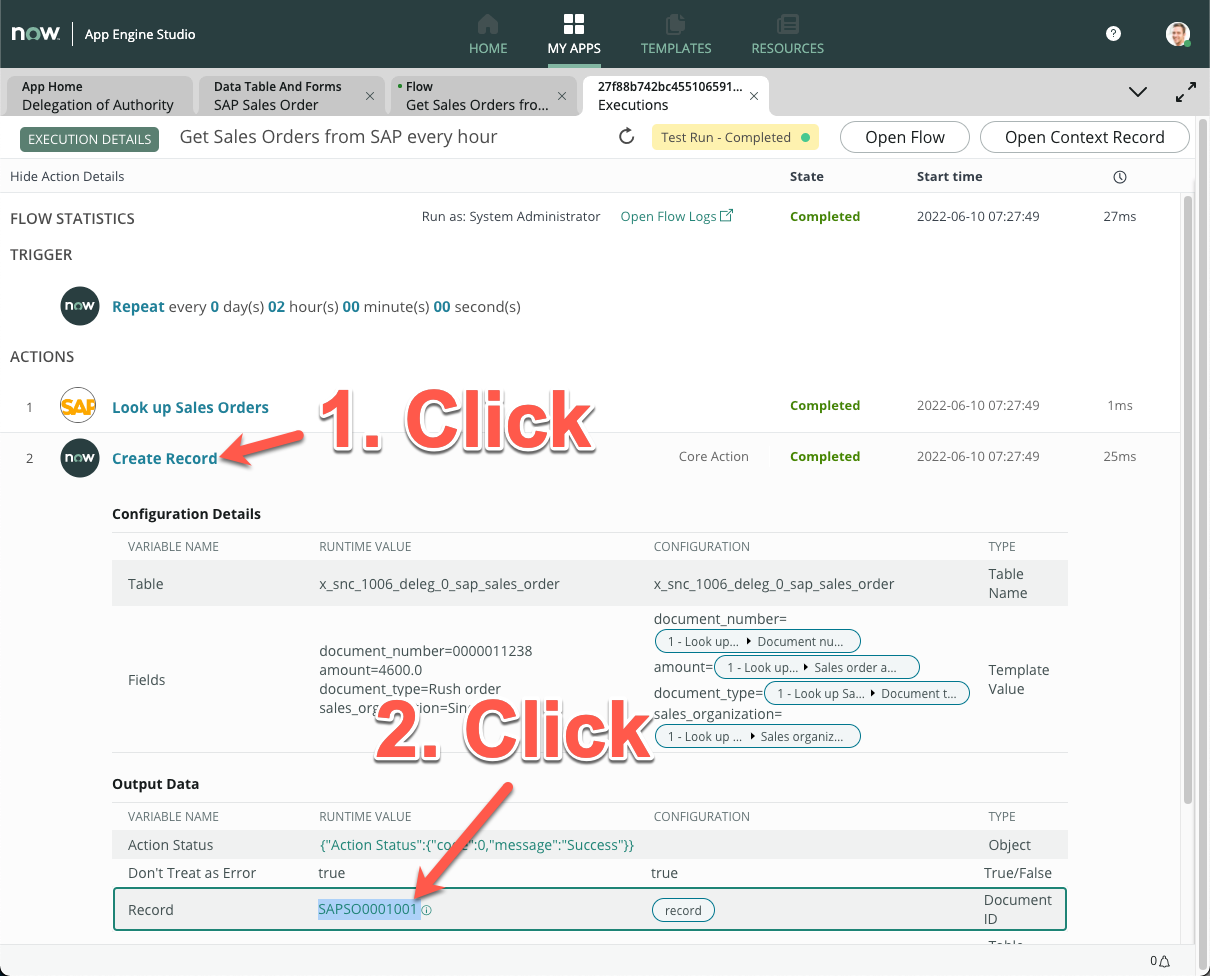 now App Engine Studio
HOME
MY APPS
TEMPLATES
RESOURCES
?
App Home
Delegation of Authority
Data Table And Forms
SAP Sales Order
Flow
Get Sales Orders fro...
27f88b742bc455106591...
Executions
EXECUTION DETAILS Get Sales Orders from SAP every hour Test Run - Completed Open Flow Open Context Record
Hide Action Details State Start time
FLOW STATISTICS Run as: System Administrator Open Flow Logs Completed 2022-06-10 07:27:49 27ms
TRIGGER
now Repeat every 0 day(s) 02 hour(s) 00 minute(s) 00 second(s)
ACTIONS
1. Click
1 SAP Look up Sales Orders Completed 2022-06-10 07:27:49 1ms
2 now Create Record Core Action Completed 2022-06-10 07:27:49 25ms
Configuration Details
VARIABLE NAME RUNTIME VALUE CONFIGURATION TYPE
Table x_snc_1006_deleg_0_sap_sales_order x_snc_1006_deleg_0_sap_sales_order Table
Name
Fields
document_number=0000011238
amount=4600.0
document_type=Rush order
document_number=
1 - Look up... Document nu...
amount= 1 - Look up... Sales order a...
document_type= 1 - Look up Sa... Document t...
sales_organization=
1 - Look up ... Sales organiz...
Template
Value
2. Click
Output Data
VARIABLE NAME RUNTIME VALUE CONFIGURATION TYPE
Action Status {"Action Status":{"code":0,"message":"Success"}} Object
Don't Treat as Error true true True/False
Record SAPSO0001001 record Document
ID
0